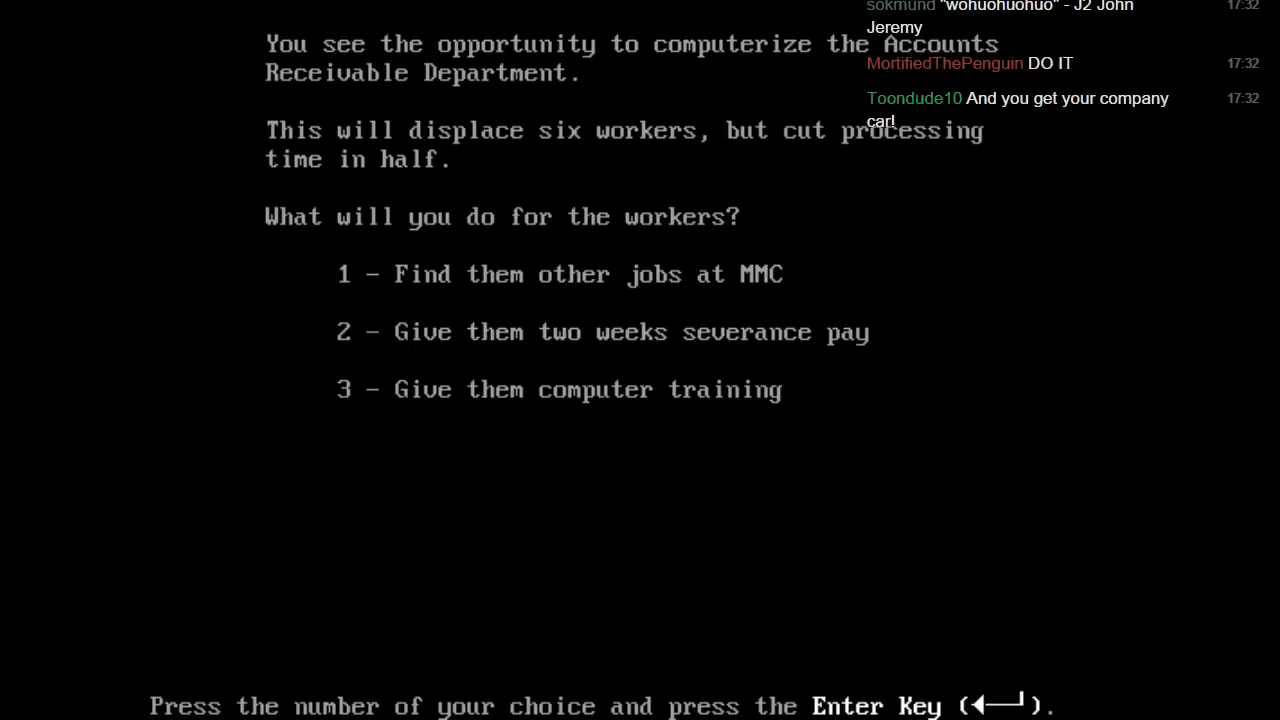 sokmund "wohuohuohuo" - J2 John 17:32
Jeremy
You see the opportunity to computerize the Accounts
Receivable Department.
MortifiedThePenguin DO IT 17:32
Toondude10 And you get your company 17:32
car!
This will displace six workers, but cut processing
time in half.
What will you do for the workers?
1 - Find them other jobs at MMC
2 - Give them two weeks severance pay
3 - Give them computer training
Press the number of your choice and press the Enter Key (◄─┘).